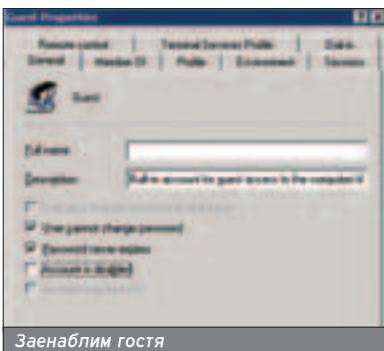 Guest Properties
Remote control Terminal Services Profile Dial-in
General Member Of Profile Environment Sessions
Guest
Full name:
Description: Built-in account for guest access to the computer/d
User cannot change password
Password never expires
Account is disabled
Заенаблим гостя